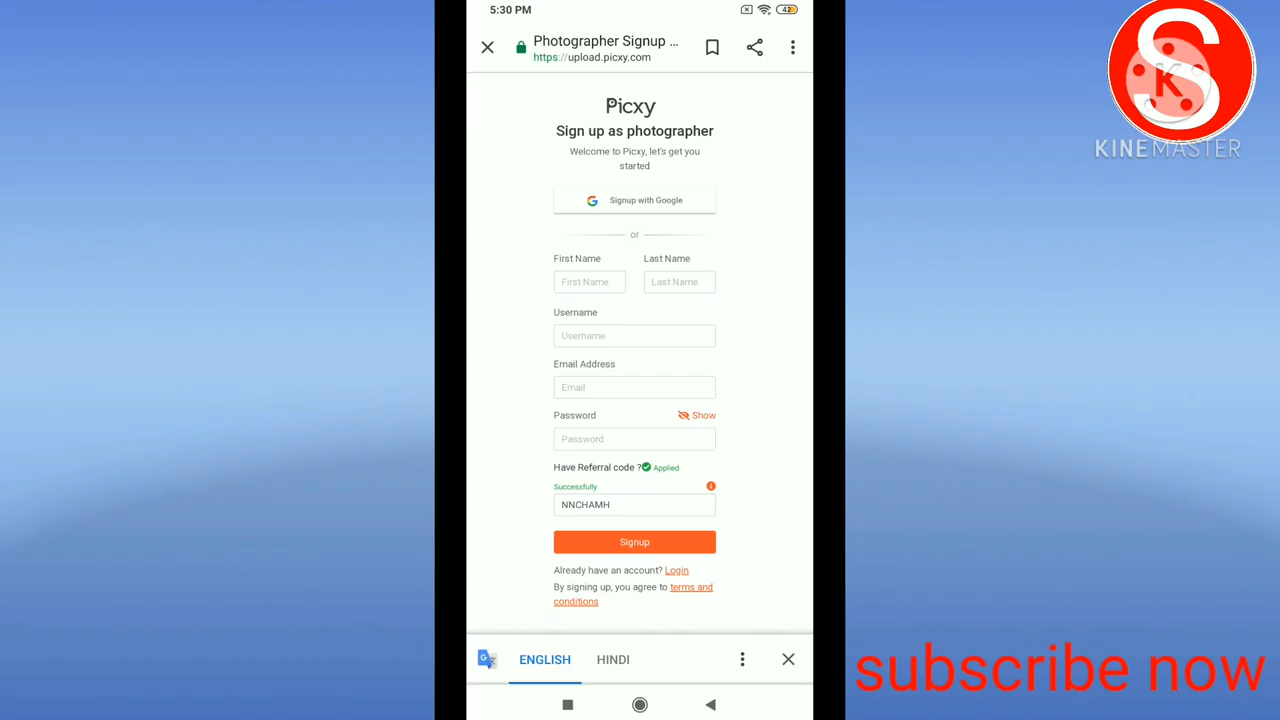 5:30 PM
42
Photographer Signup ...
https://upload.picxy.com
S
K
KINEMASTER
Picxy
Sign up as photographer
Welcome to Picxy, let's get you
started
G Signup with Google
or
First Name Last Name
First Name Last Name
Username
Username
Email Address
Email
Password Show
Password
Have Referral code ? Applied
Successfully
NNCHAMH
Signup
Already have an account? Login
By signing up, you agree to terms and
conditions
G ENGLISH HINDI
subscribe now